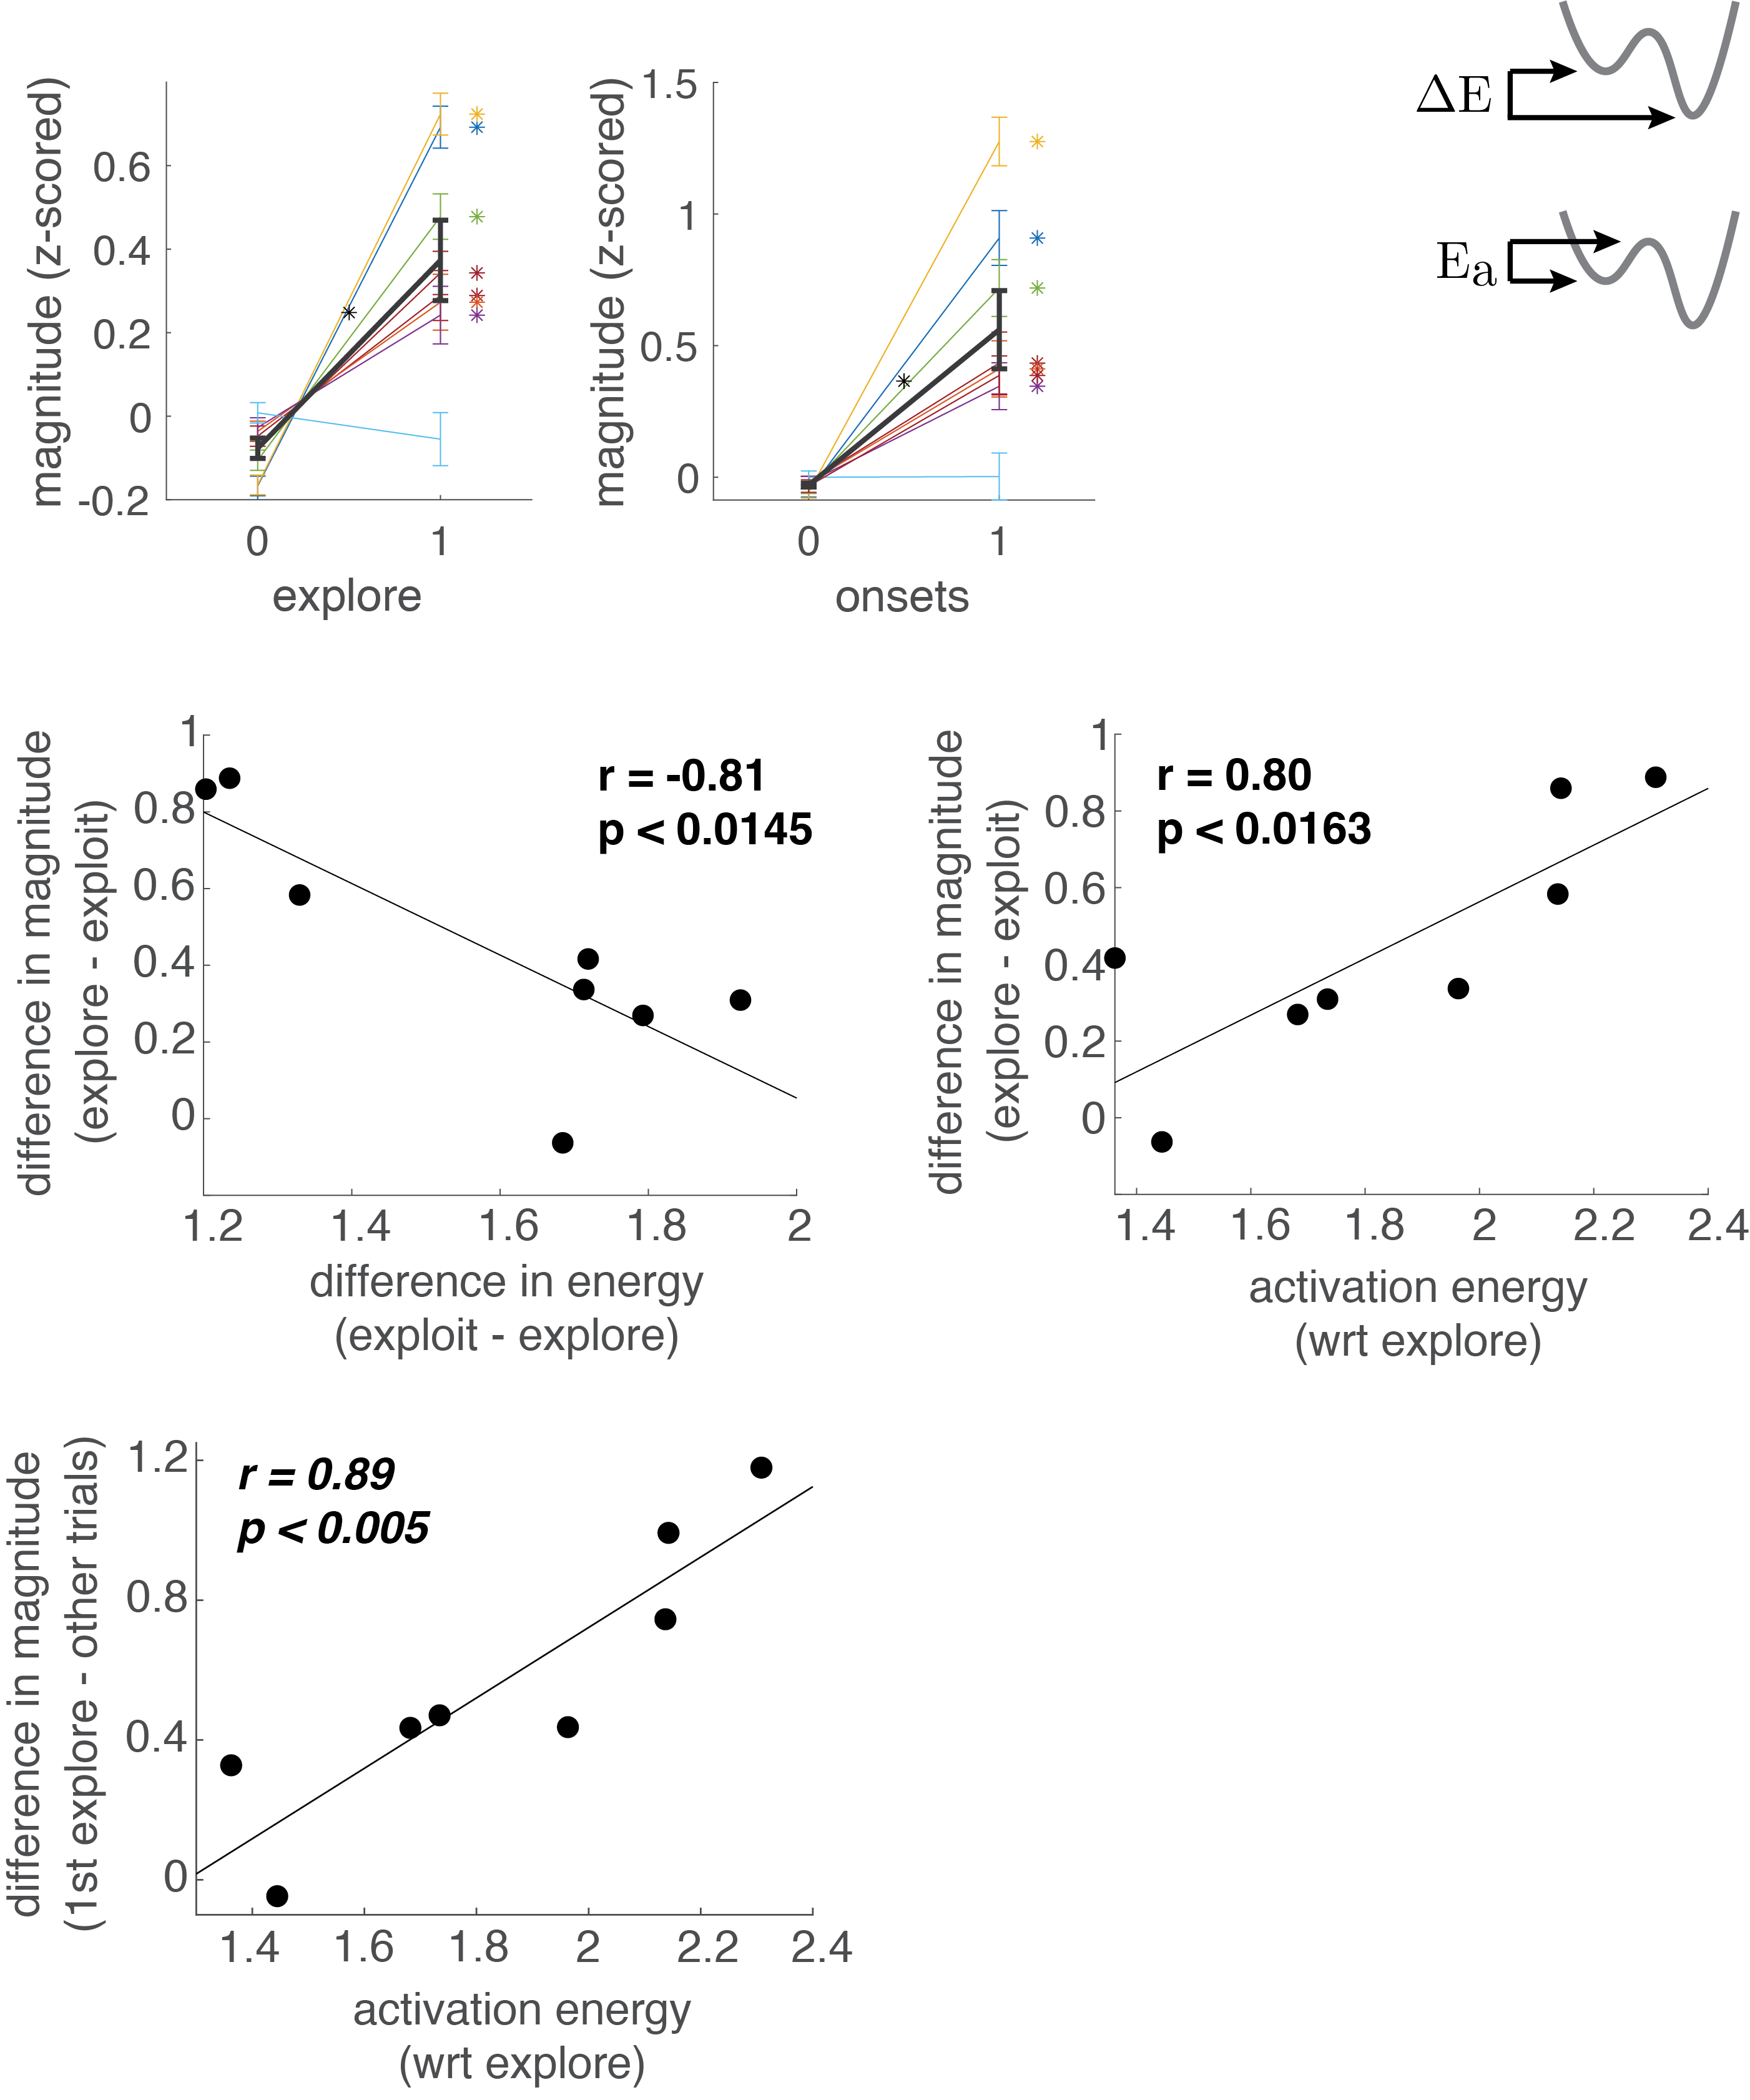 magnitude (z-scored)
0.6
0.4
0.2
0
-0.2
0
1
explore
magnitude (z-scored)
1.5
1
0.5
0
0
1
onsets
ΔE
Ea
difference in magnitude
(explore - exploit)
1
0.8
0.6
0.4
0.2
0
r = -0.81
p < 0.0145
1.2
1.4
1.6
1.8
2
difference in energy
(exploit - explore)
difference in magnitude
(explore - exploit)
1
0.8
0.6
0.4
0.2
0
r = 0.80
p < 0.0163
1.4
1.6
1.8
2
2.2
2.4
activation energy
(wrt explore)
difference in magnitude
(1st explore - other trials)
1.2
0.8
0.4
0
r = 0.89
p < 0.005
1.4
1.6
1.8
2
2.2
2.4
activation energy
(wrt explore)